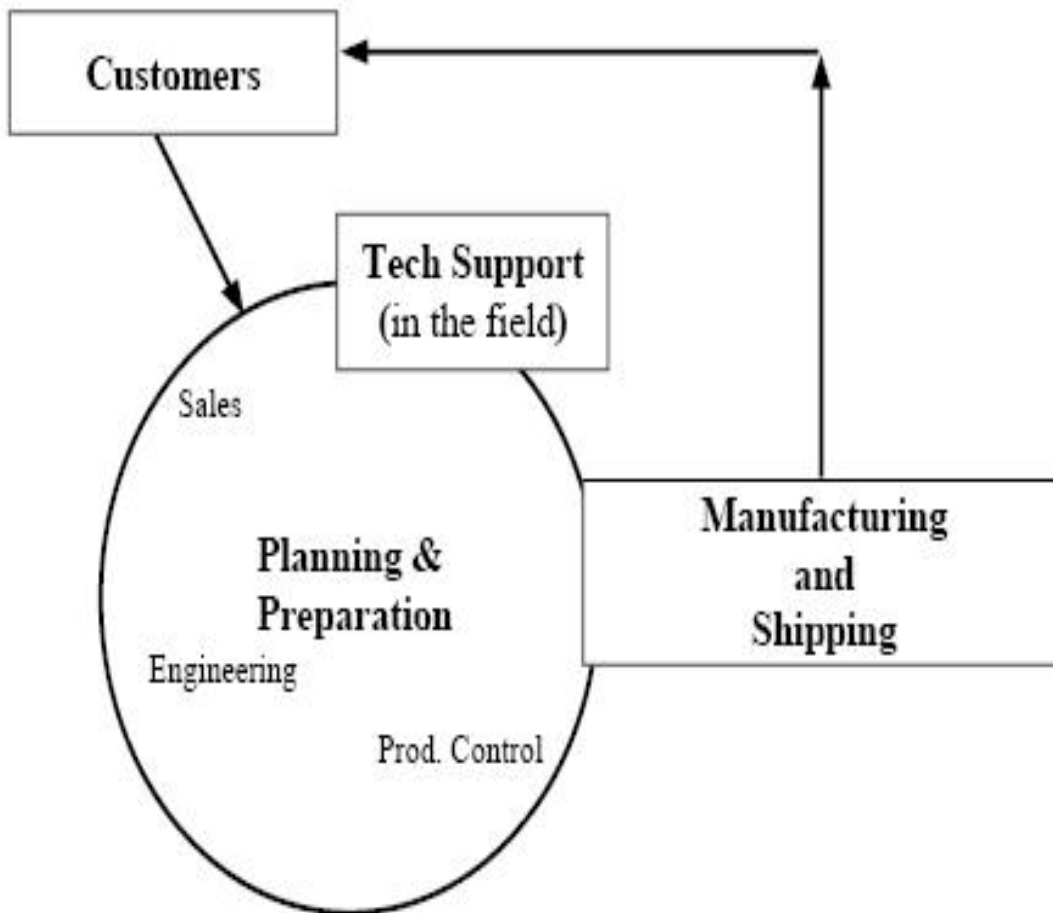 Customers
Tech Support
(in the field)
Sales
Manufacturing
and
Shipping
Planning &
Preparation
Engineering
Prod. Control